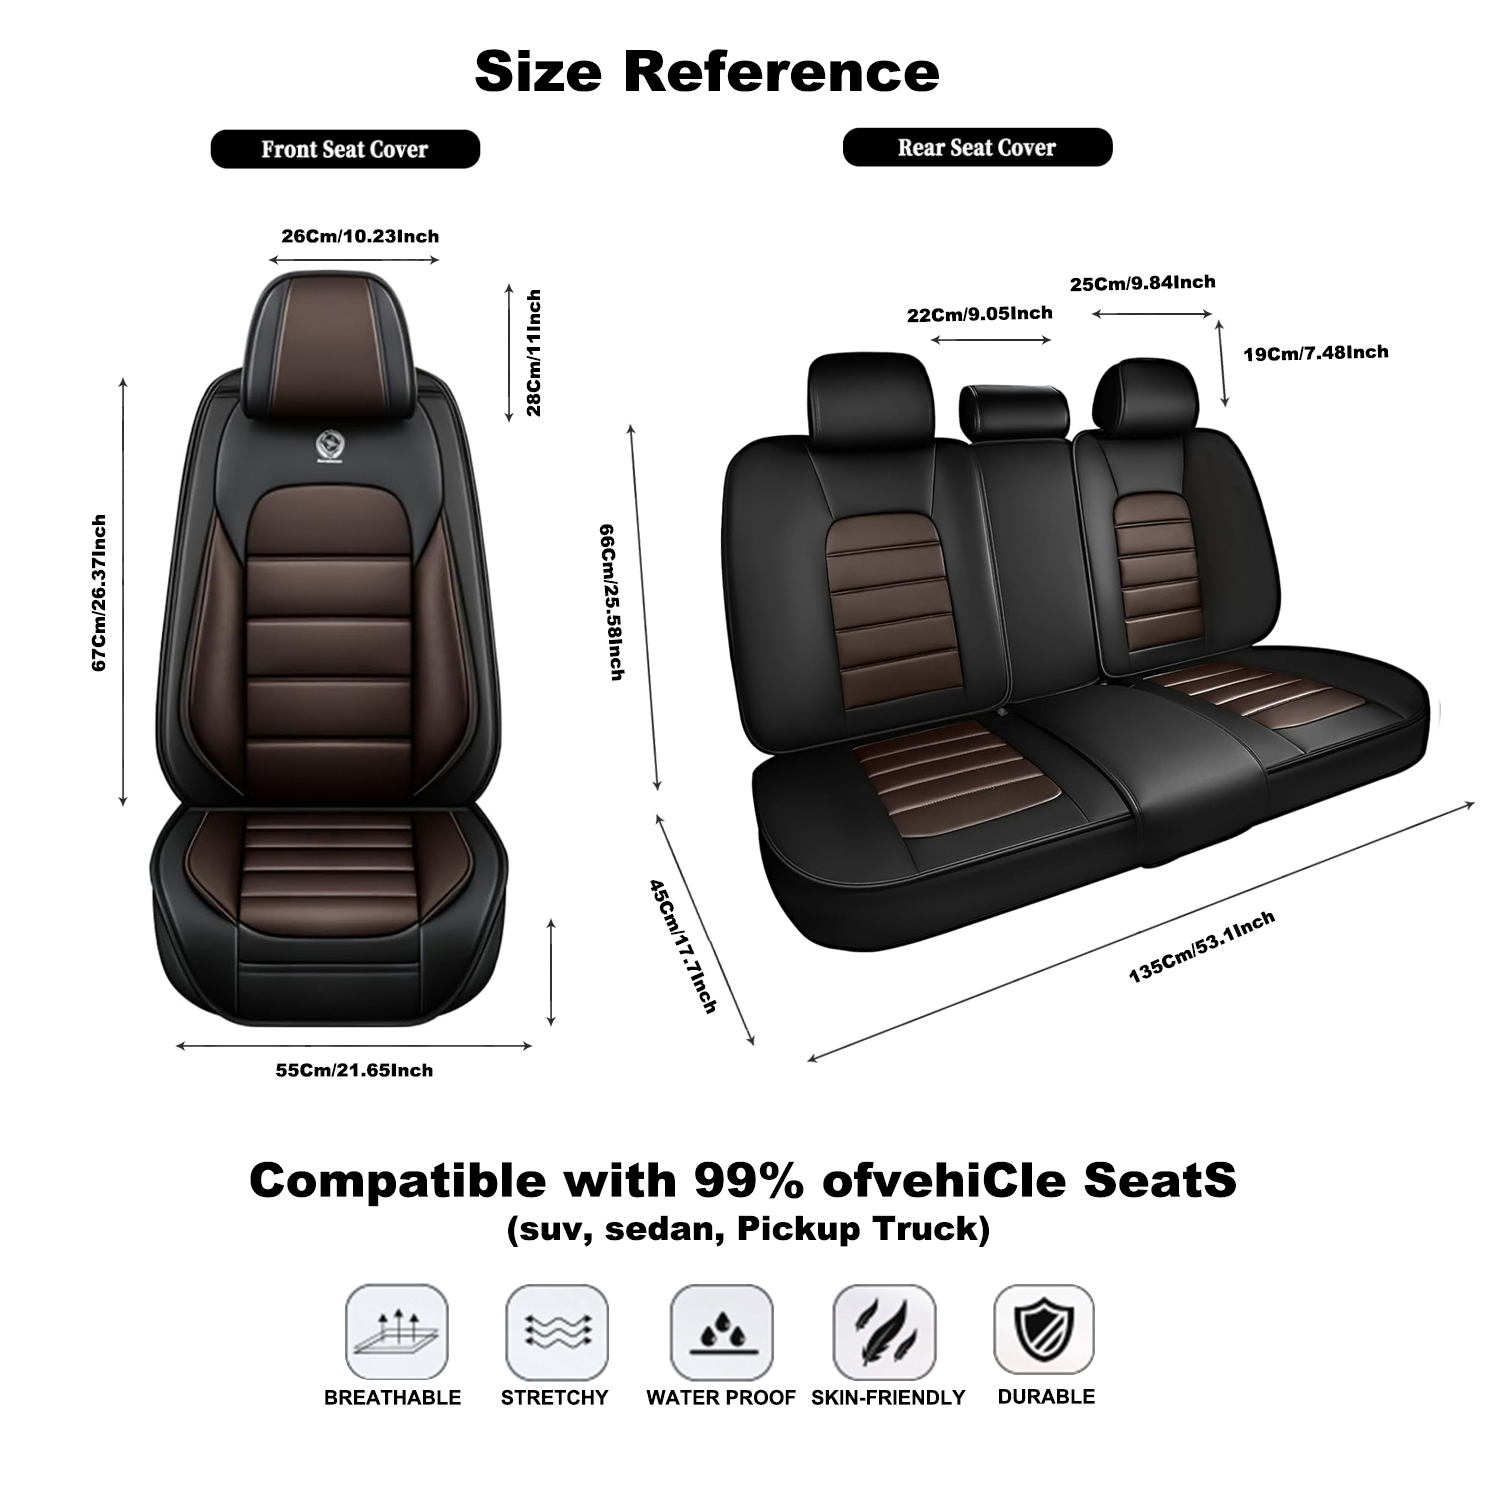 Size Reference
Front Seat Cover
Rear Seat Cover
26Cm/10.23Inch
28Cm/11Inch
67Cm/26.37Inch
55Cm/21.65Inch
25Cm/9.84Inch
22Cm/9.05Inch
19Cm/7.48Inch
66Cm/25.58Inch
45Cm/17.7Inch
135Cm/53.1Inch
Compatible with 99% ofvehiCle SeatS
(suv, sedan, Pickup Truck)
BREATHABLE
STRETCHY
WATER PROOF
SKIN-FRIENDLY
DURABLE